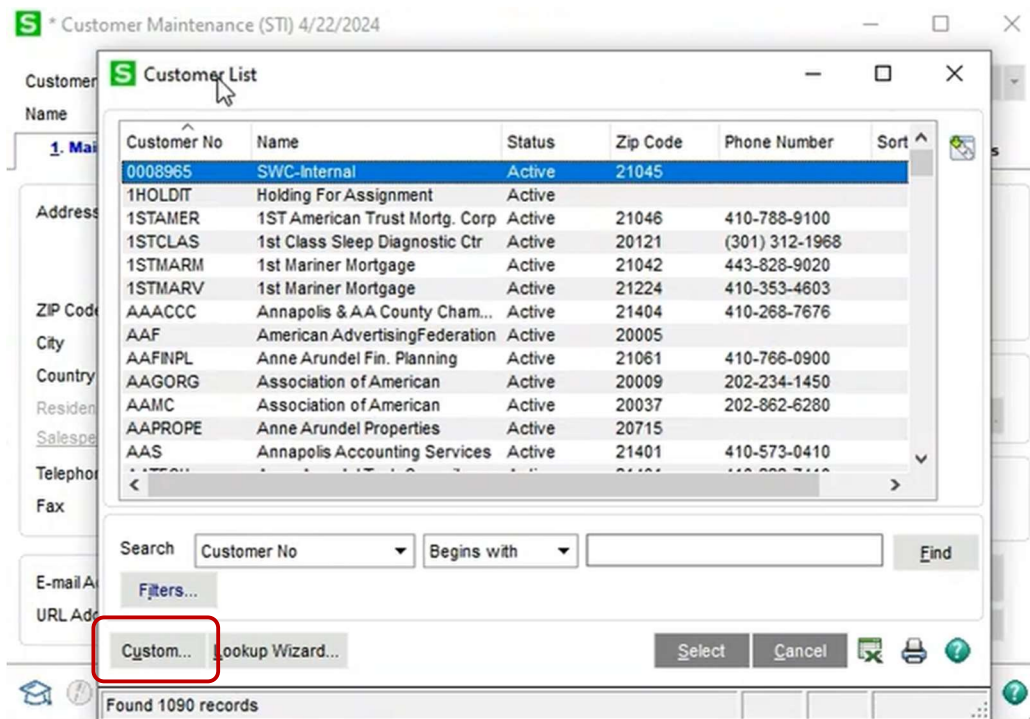 S * Customer Maintenance (STI) 4/22/2024
S Customer List
Customer
Name
1. Mai
s
Customer No Name Status Zip Code Phone Number Sort
0008965 SWC-Internal Active 21045
1HOLDIT Holding For Assignment Active
1STAMER 1ST American Trust Mortg. Corp Active 21046 410-788-9100
1STCLAS 1st Class Sleep Diagnostic Ctr Active 20121 (301) 312-1968
1STMARM 1st Mariner Mortgage Active 21042 443-828-9020
1STMARV 1st Mariner Mortgage Active 21224 410-353-4603
AAACCC Annapolis & AA County Cham... Active 21404 410-268-7676
AAF American AdvertisingFederation Active 20005
AAFINPL Anne Arundel Fin. Planning Active 21061 410-766-0900
AAGORG Association of American Active 20009 202-234-1450
AAMC Association of American Active 20037 202-862-6280
AAPROPE Anne Arundel Properties Active 20715
AAS Annapolis Accounting Services Active 21401 410-573-0410
Address
ZIP Code
City
Country
Residen
Salespe
Telephon
Fax
E-mail A
URL Add
Search Customer No Begins with Find
Filters...
Custom... Lookup Wizard... Select Cancel ?
Found 1090 records
?